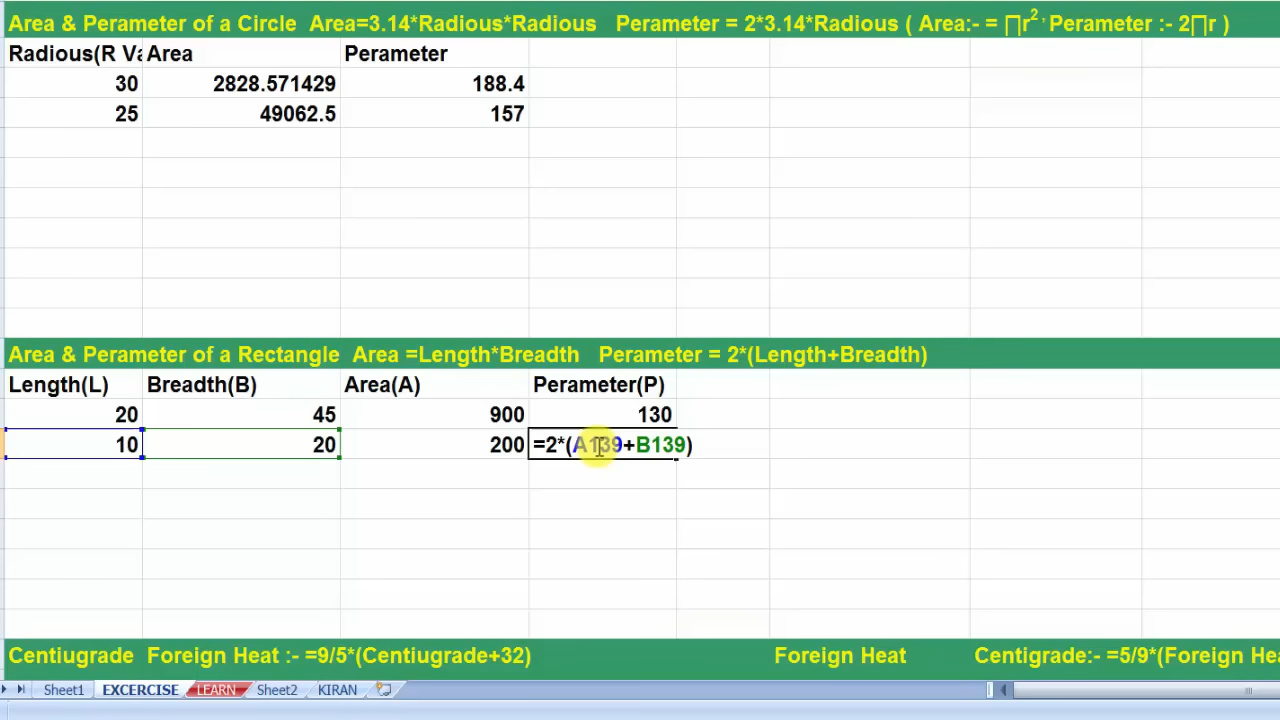 Area & Perameter of a Circle  Area=3.14*Radious*Radious   Perameter = 2*3.14*Radious ( Area:- = ∏r², Perameter :- 2∏r )
Radious(R Va Area Perameter
30 2828.571429 188.4
25 49062.5 157
Area & Perameter of a Rectangle  Area =Length*Breadth   Perameter = 2*(Length+Breadth)
Length(L) Breadth(B) Area(A) Perameter(P)
20 45 900 130
10 20 200 =2*(A139+B139)
Centiugrade  Foreign Heat :- =9/5*(Centiugrade+32) Foreign Heat Centigrade:- =5/9*(Foreign Hea
Sheet1 EXCERCISE LEARN Sheet2 KIRAN